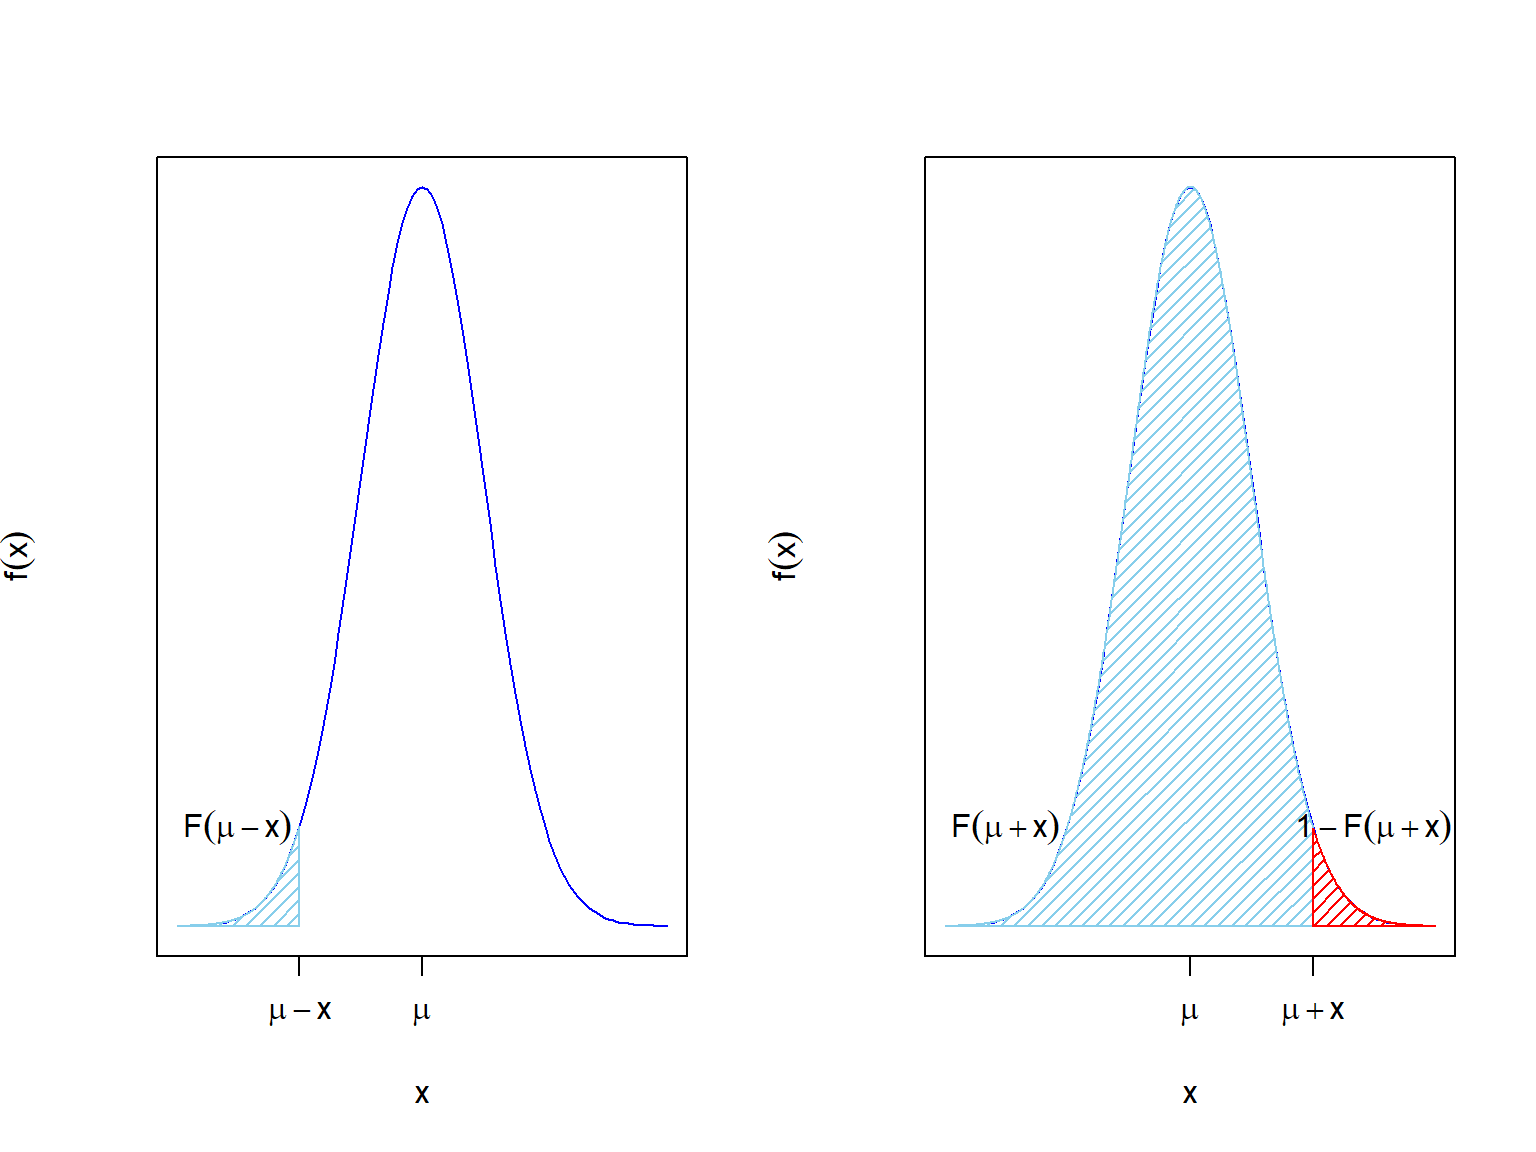 f(x)
F(μ − x)
μ − x
μ
x
f(x)
F(μ + x)
1 − F(μ + x)
μ
μ + x
x